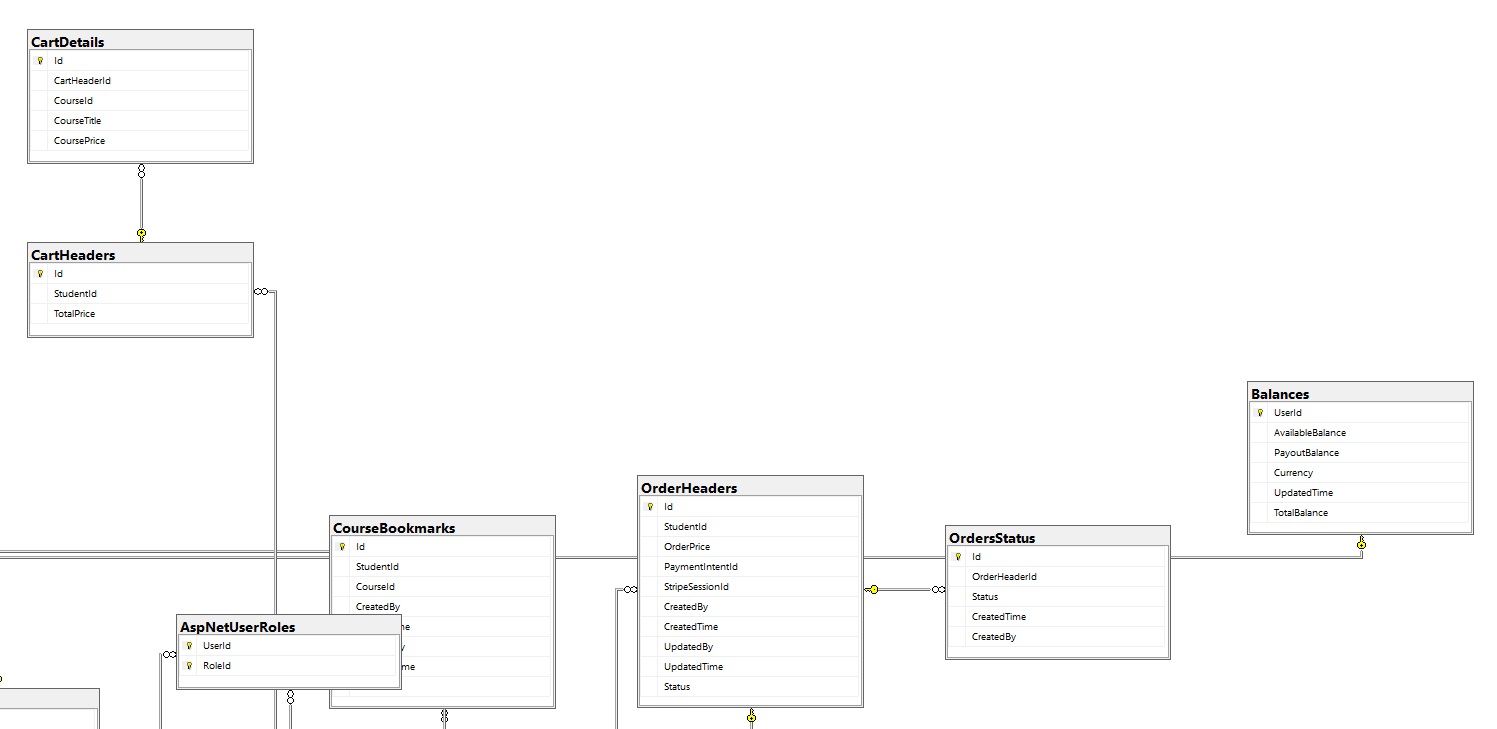 CartDetails
Id
CartHeaderId
CourseId
CourseTitle
CoursePrice
CartHeaders
Id
StudentId
TotalPrice
Balances
UserId
AvailableBalance
PayoutBalance
Currency
UpdatedTime
TotalBalance
OrderHeaders
Id
StudentId
OrderPrice
PaymentIntentId
StripeSessionId
CreatedBy
CreatedTime
UpdatedBy
UpdatedTime
Status
OrdersStatus
Id
OrderHeaderId
Status
CreatedTime
CreatedBy
CourseBookmarks
Id
StudentId
CourseId
CreatedBy
AspNetUserRoles
UserId
RoleId